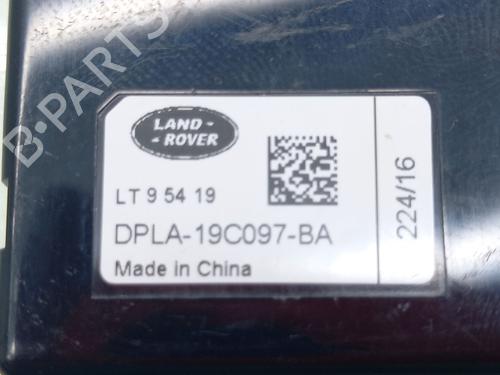 B-PARTS
LAND-
-ROVER
LT 9 54 19
DPLA-19C097-BA
Made in China
224/16